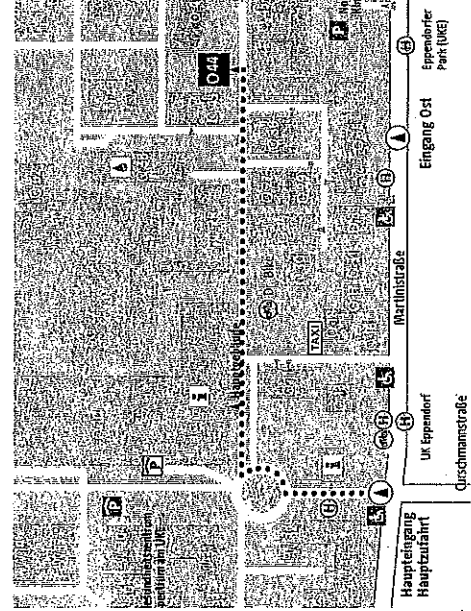 O44
P
Eppendorfer
Park (UKE)
H
Eingang Ost
H
Martinistraße
TAXI
i
P
P
i
H
UK Eppendorf
H
H
Curschmannstraße
Haupteingang
Hauptzufahrt